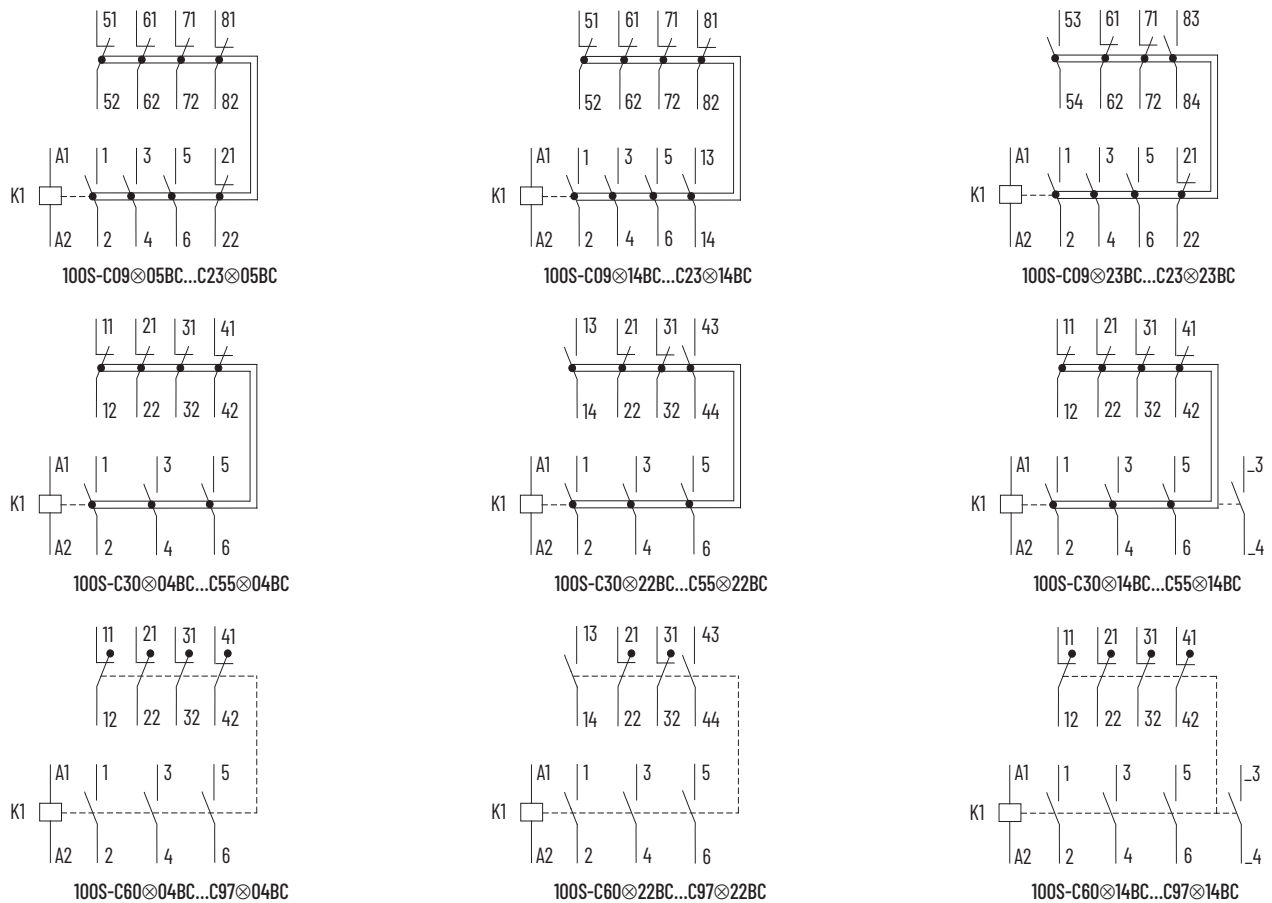 51 61 71 81
52 62 72 82
A1 1 3 5 21
K1
A2 2 4 6 22
100S-C09⊗05BC...C23⊗05BC
51 61 71 81
52 62 72 82
A1 1 3 5 13
K1
A2 2 4 6 14
100S-C09⊗14BC...C23⊗14BC
53 61 71 83
54 62 72 84
A1 1 3 5 21
K1
A2 2 4 6 22
100S-C09⊗23BC...C23⊗23BC
11 21 31 41
12 22 32 42
A1 1 3 5
K1
A2 2 4 6
100S-C30⊗04BC...C55⊗04BC
13 21 31 43
14 22 32 44
A1 1 3 5
K1
A2 2 4 6
100S-C30⊗22BC...C55⊗22BC
11 21 31 41
12 22 32 42
A1 1 3 5 _3
K1
A2 2 4 6 _4
100S-C30⊗14BC...C55⊗14BC
11 21 31 41
12 22 32 42
A1 1 3 5
K1
A2 2 4 6
100S-C60⊗04BC...C97⊗04BC
13 21 31 43
14 22 32 44
A1 1 3 5
K1
A2 2 4 6
100S-C60⊗22BC...C97⊗22BC
11 21 31 41
12 22 32 42
A1 1 3 5 _3
K1
A2 2 4 6 _4
100S-C60⊗14BC...C97⊗14BC